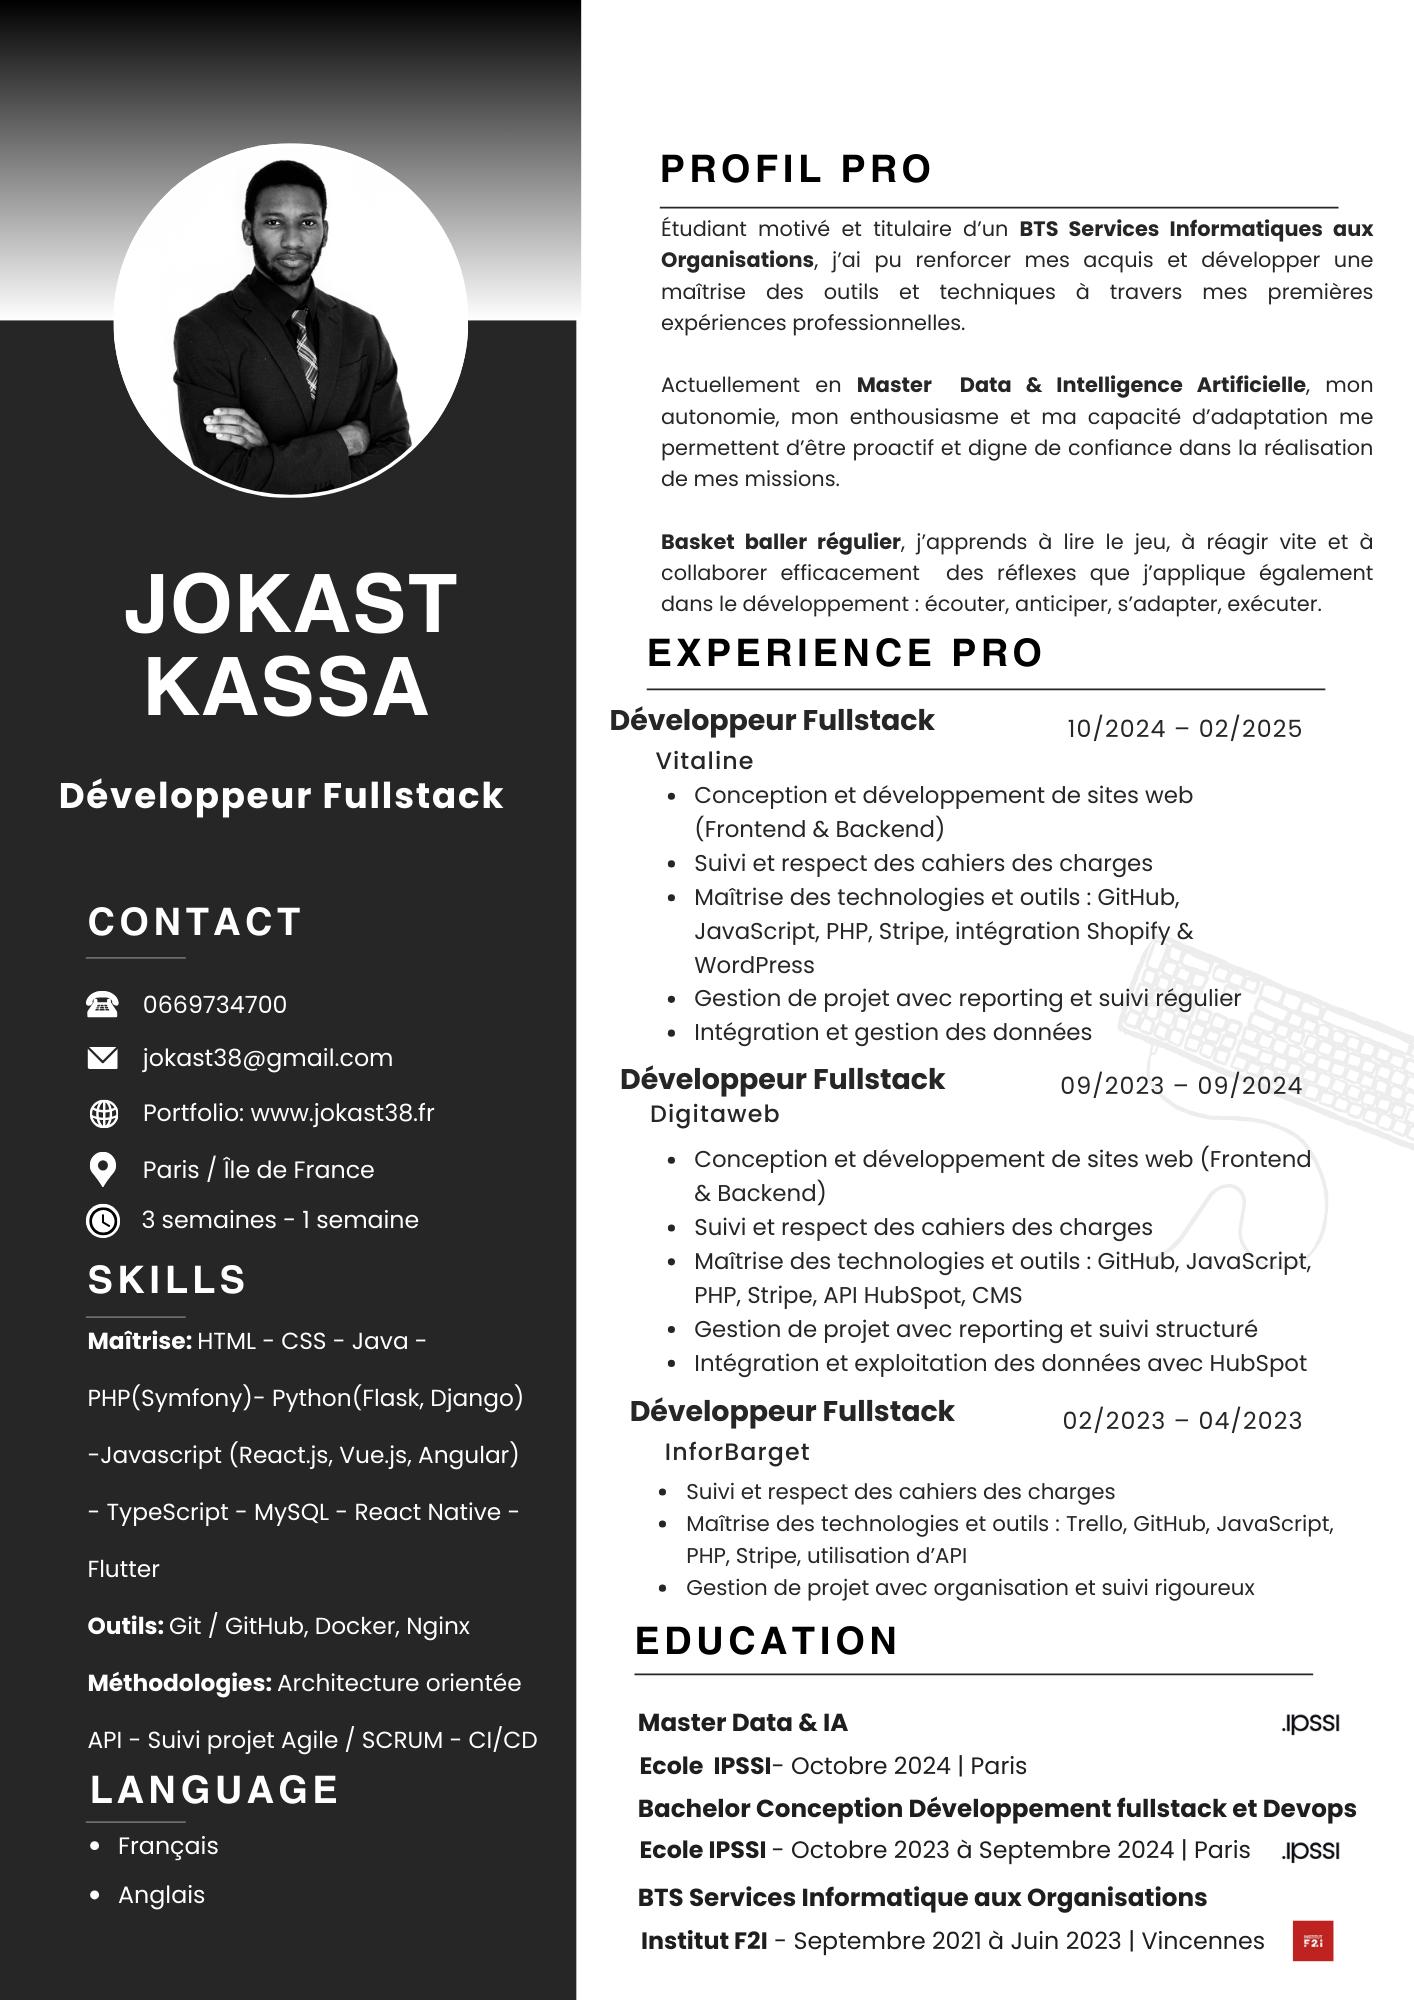 JOKAST
KASSA
Développeur Fullstack
CONTACT
0669734700
jokast38@gmail.com
Portfolio: www.jokast38.fr
Paris / Île de France
3 semaines - 1 semaine
SKILLS
Maîtrise: HTML - CSS - Java -
PHP(Symfony)- Python(Flask, Django)
-Javascript (React.js, Vue.js, Angular)
- TypeScript - MySQL - React Native -
Flutter
Outils: Git / GitHub, Docker, Nginx
Méthodologies: Architecture orientée
API - Suivi projet Agile / SCRUM - CI/CD
LANGUAGE
• Français
• Anglais
PROFIL PRO
Étudiant motivé et titulaire d’un BTS Services Informatiques aux
Organisations, j’ai pu renforcer mes acquis et développer une
maîtrise des outils et techniques à travers mes premières
expériences professionnelles.
Actuellement en Master Data & Intelligence Artificielle, mon
autonomie, mon enthousiasme et ma capacité d’adaptation me
permettent d’être proactif et digne de confiance dans la réalisation
de mes missions.
Basket baller régulier, j’apprends à lire le jeu, à réagir vite et à
collaborer efficacement des réflexes que j’applique également
dans le développement : écouter, anticiper, s’adapter, exécuter.
EXPERIENCE PRO
Développeur Fullstack 10/2024 – 02/2025
Vitaline
• Conception et développement de sites web
(Frontend & Backend)
• Suivi et respect des cahiers des charges
• Maîtrise des technologies et outils : GitHub,
JavaScript, PHP, Stripe, intégration Shopify &
WordPress
• Gestion de projet avec reporting et suivi régulier
• Intégration et gestion des données
Développeur Fullstack 09/2023 – 09/2024
Digitaweb
• Conception et développement de sites web (Frontend
& Backend)
• Suivi et respect des cahiers des charges
• Maîtrise des technologies et outils : GitHub, JavaScript,
PHP, Stripe, API HubSpot, CMS
• Gestion de projet avec reporting et suivi structuré
• Intégration et exploitation des données avec HubSpot
Développeur Fullstack 02/2023 – 04/2023
InforBarget
• Suivi et respect des cahiers des charges
• Maîtrise des technologies et outils : Trello, GitHub, JavaScript,
PHP, Stripe, utilisation d’API
• Gestion de projet avec organisation et suivi rigoureux
EDUCATION
Master Data & IA .IPSSI
Ecole IPSSI- Octobre 2024 | Paris
Bachelor Conception Développement fullstack et Devops
Ecole IPSSI - Octobre 2023 à Septembre 2024 | Paris .IPSSI
BTS Services Informatique aux Organisations
Institut F2I - Septembre 2021 à Juin 2023 | Vincennes
INSTITUT
F2i